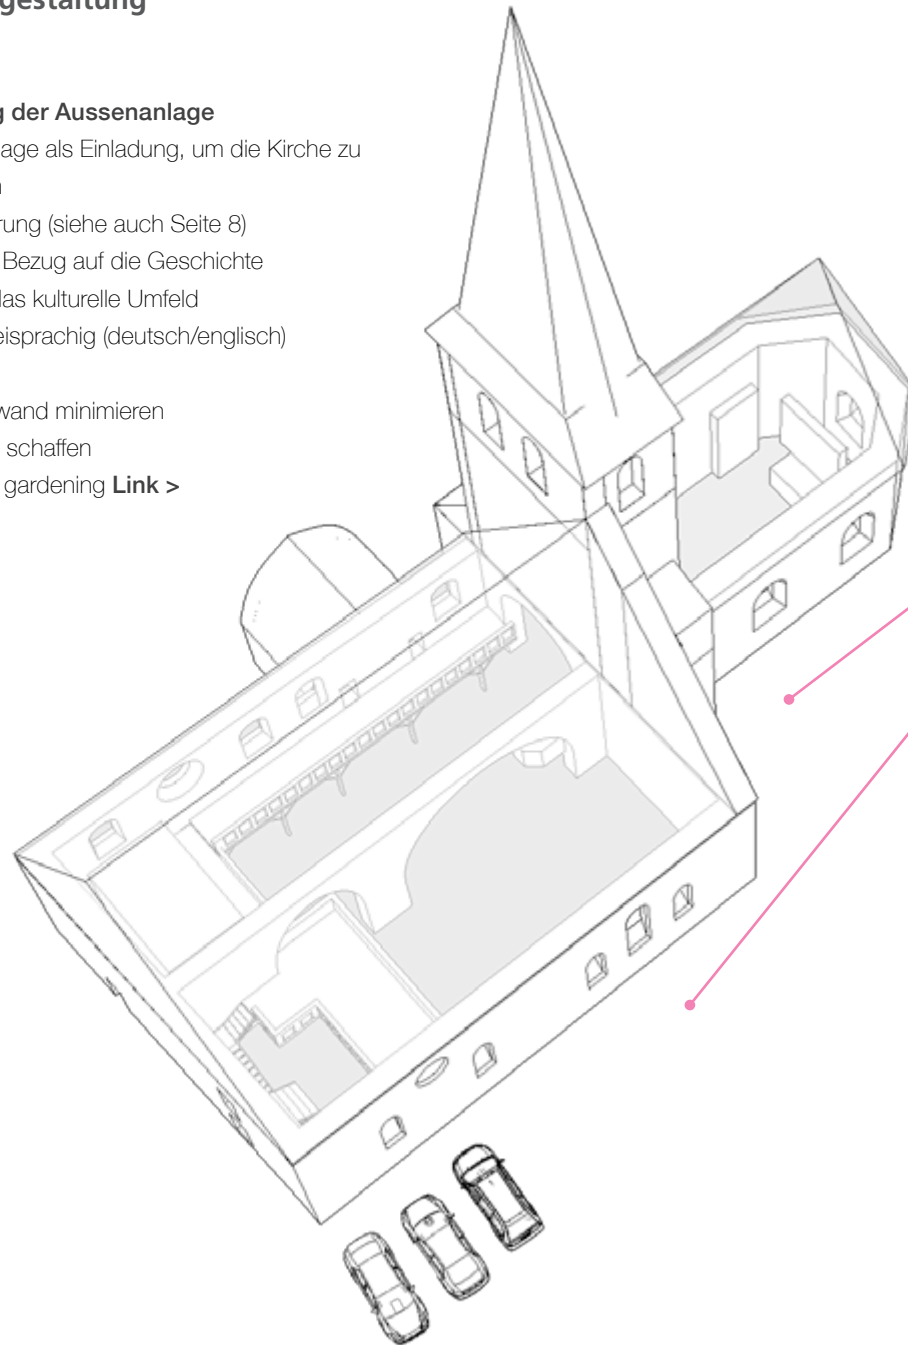 gestaltung
g der Aussenanlage
lage als Einladung, um die Kirche zu
n
rung (siehe auch Seite 8)
Bezug auf die Geschichte
das kulturelle Umfeld
eisprachig (deutsch/englisch)
wand minimieren
schaffen
gardening Link >